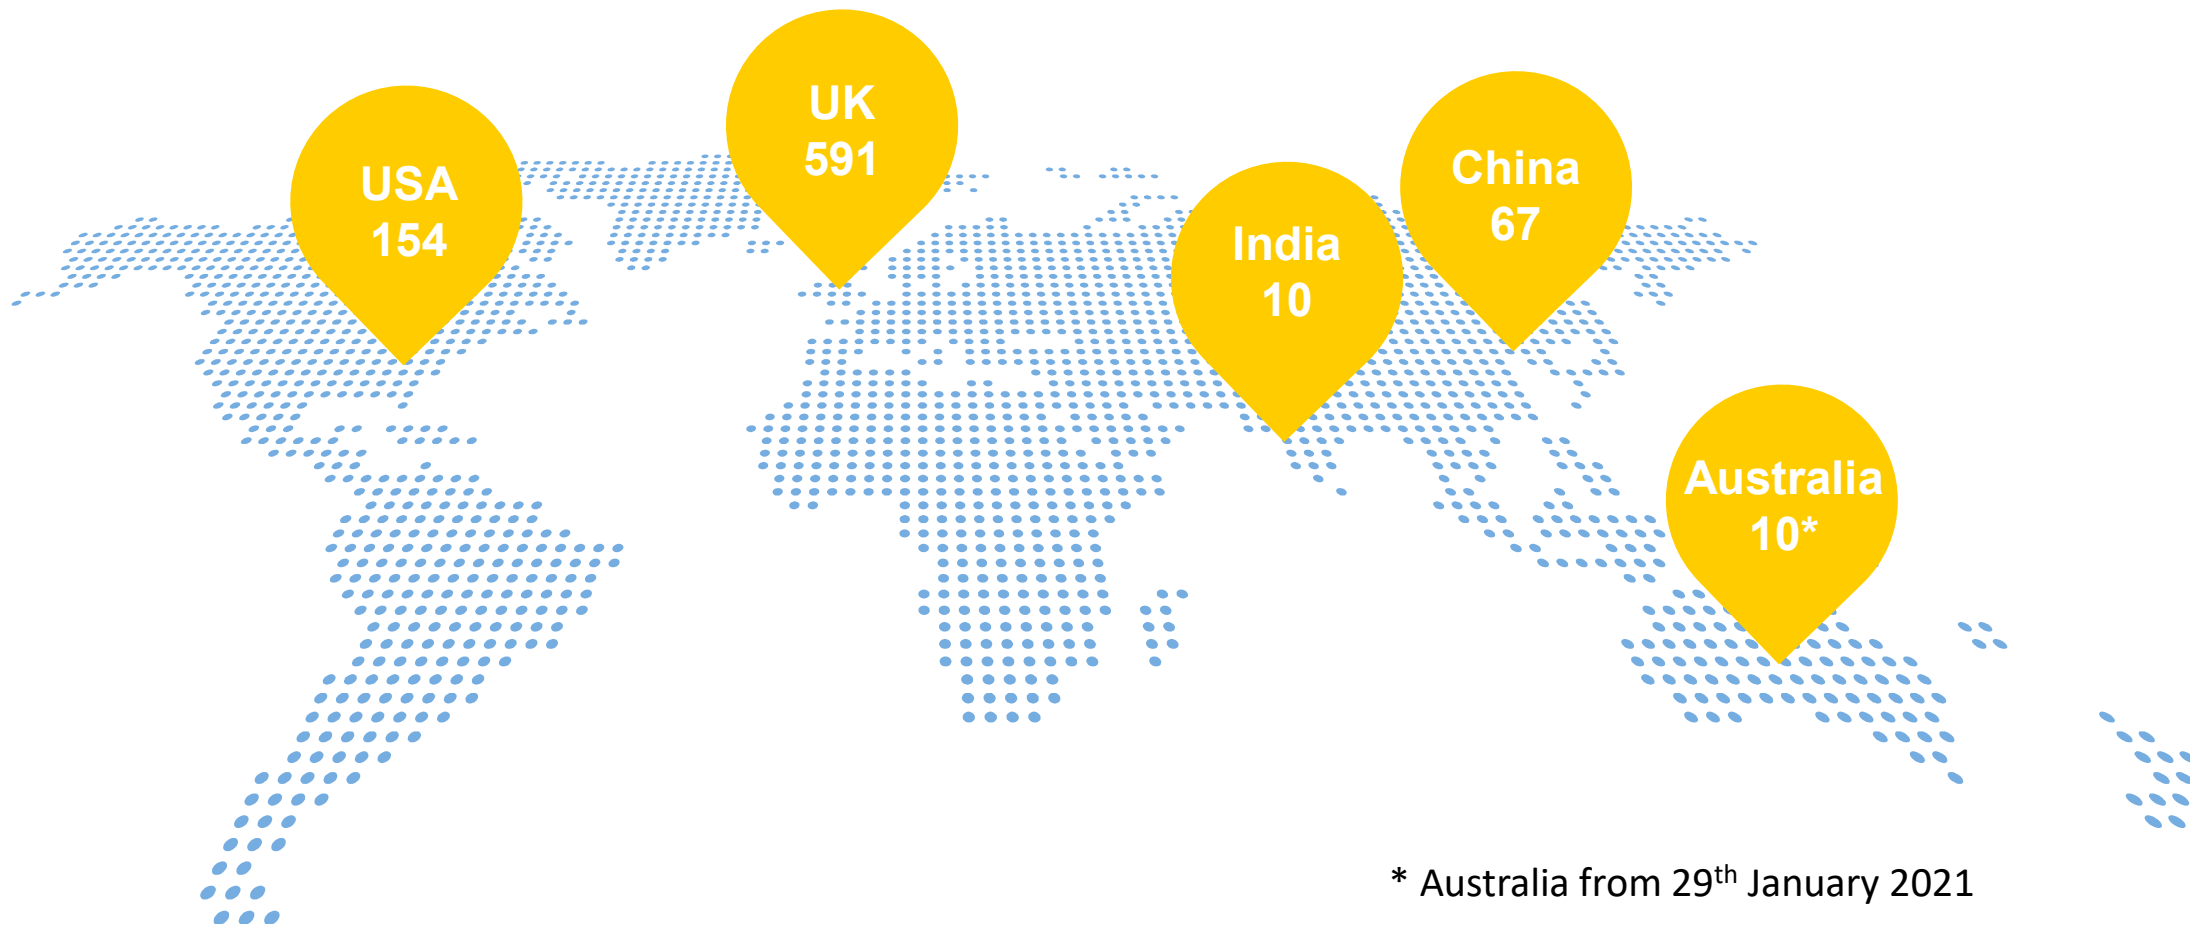 USA
154
UK
591
India
10
China
67
Australia
10*
* Australia from 29th January 2021